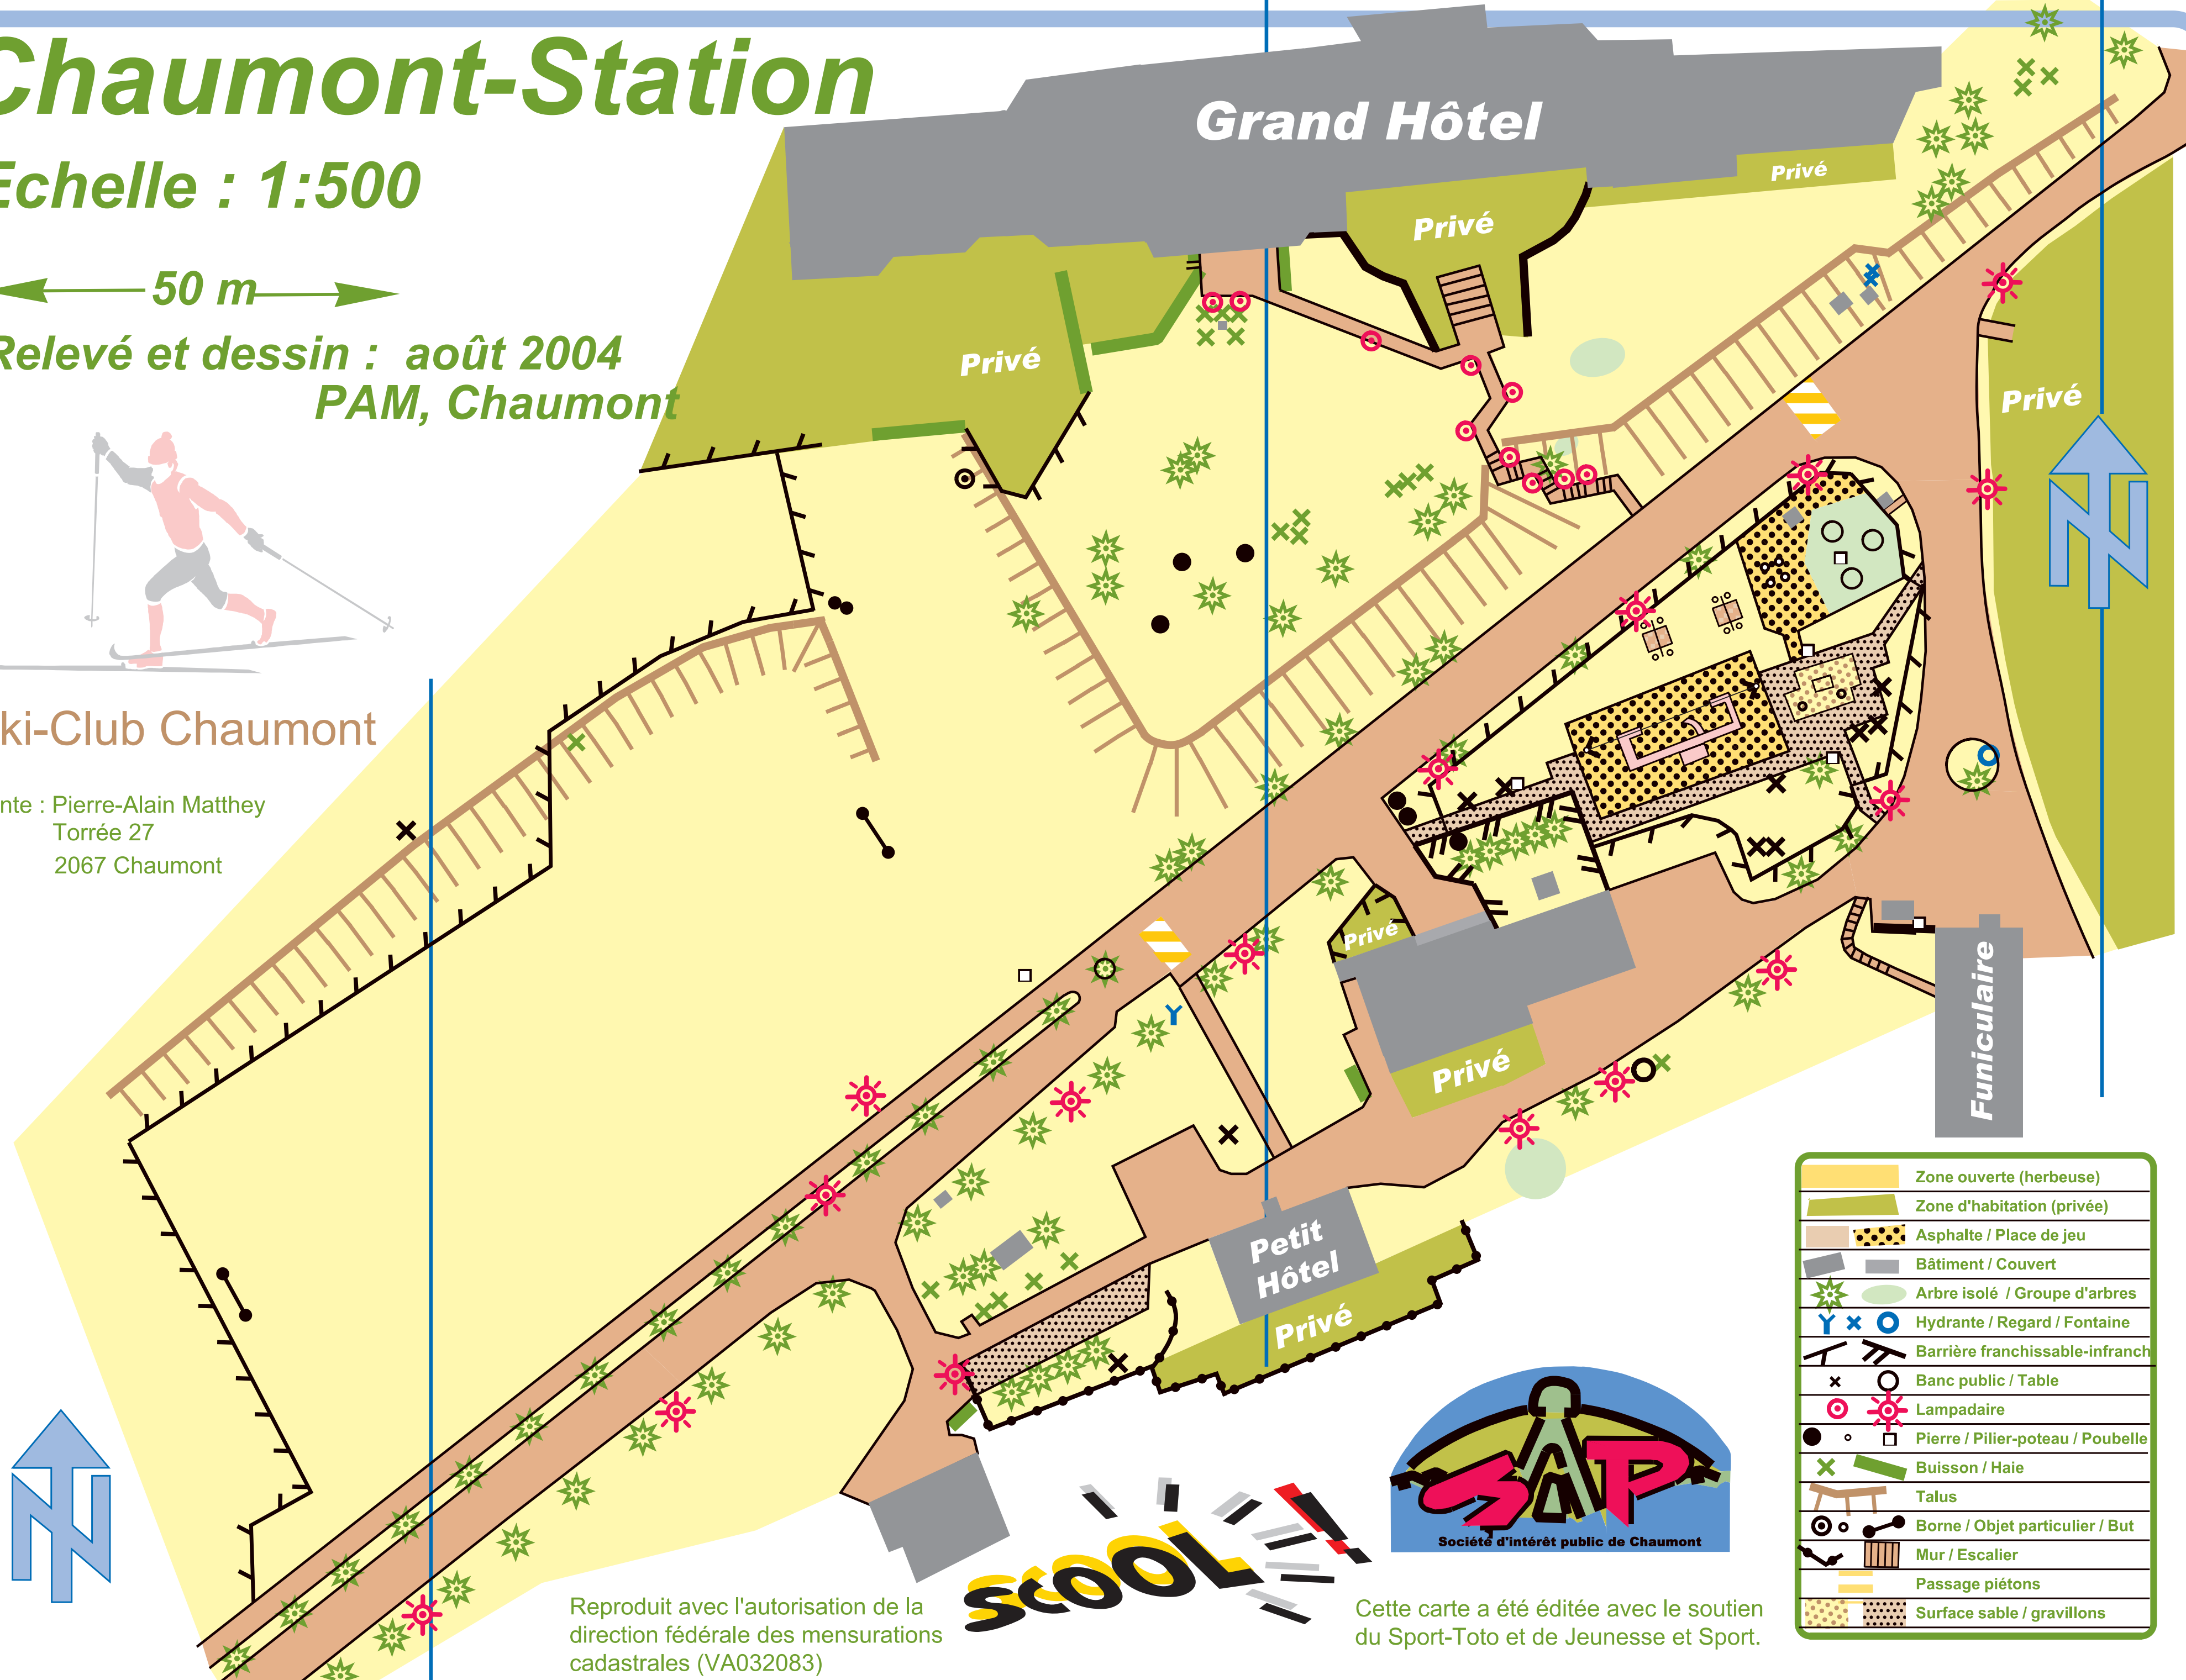 Chaumont-Station
Echelle : 1:500
50 m
Relevé et dessin : août 2004
PAM, Chaumont
ki-Club Chaumont
nte : Pierre-Alain Matthey
Torrée 27
2067 Chaumont
Grand Hôtel
Privé
Privé
Privé
Privé
Privé
Privé
Funiculaire
Petit
Hôtel
Privé
Zone ouverte (herbeuse)
Zone d'habitation (privée)
Asphalte / Place de jeu
Bâtiment / Couvert
Arbre isolé / Groupe d'arbres
Hydrante / Regard / Fontaine
Barrière franchissable-infranch
Banc public / Table
Lampadaire
Pierre / Pilier-poteau / Poubelle
Buisson / Haie
Talus
Borne / Objet particulier / But
Mur / Escalier
Passage piétons
Surface sable / gravillons
N
N
SIP
Société d'intérêt public de Chaumont
sCOOL
Reproduit avec l'autorisation de la
direction fédérale des mensurations
cadastrales (VA032083)
Cette carte a été éditée avec le soutien
du Sport-Toto et de Jeunesse et Sport.